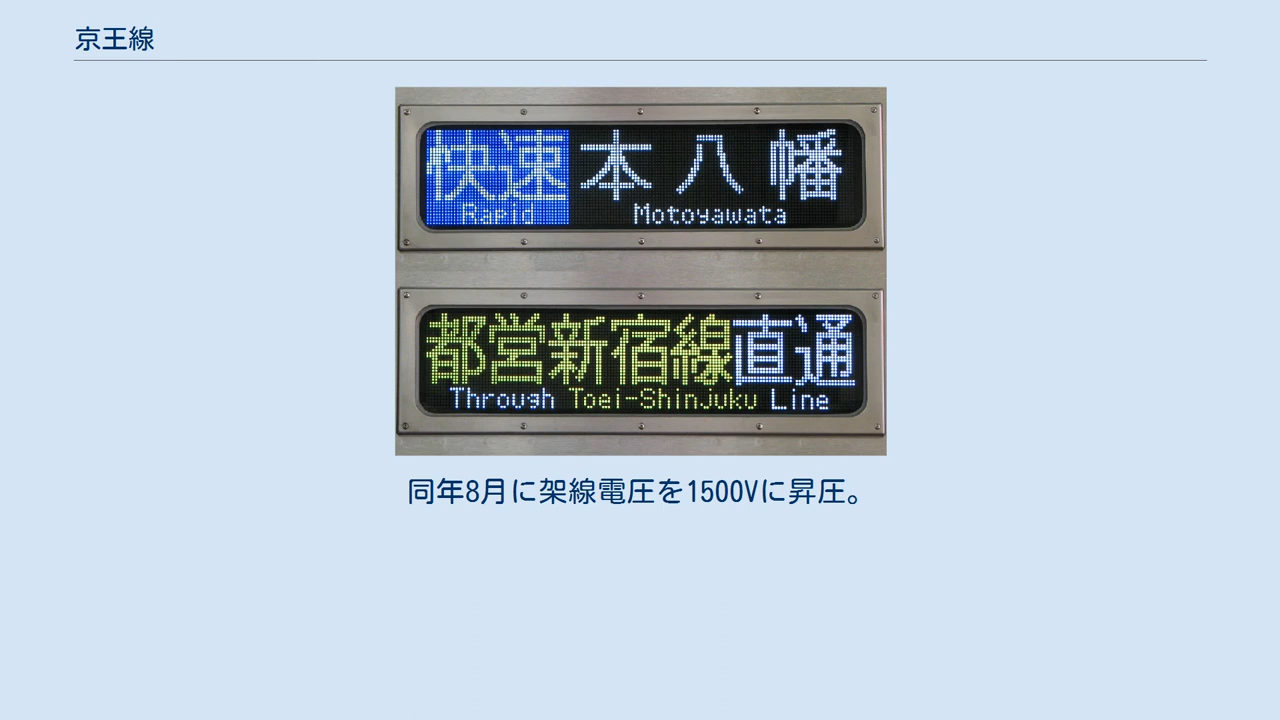 京王線
快速 本八幡
Rapid Motoyawata
都営新宿線直通
Through Toei-Shinjuku Line
同年8月に架線電圧を1500Vに昇圧。